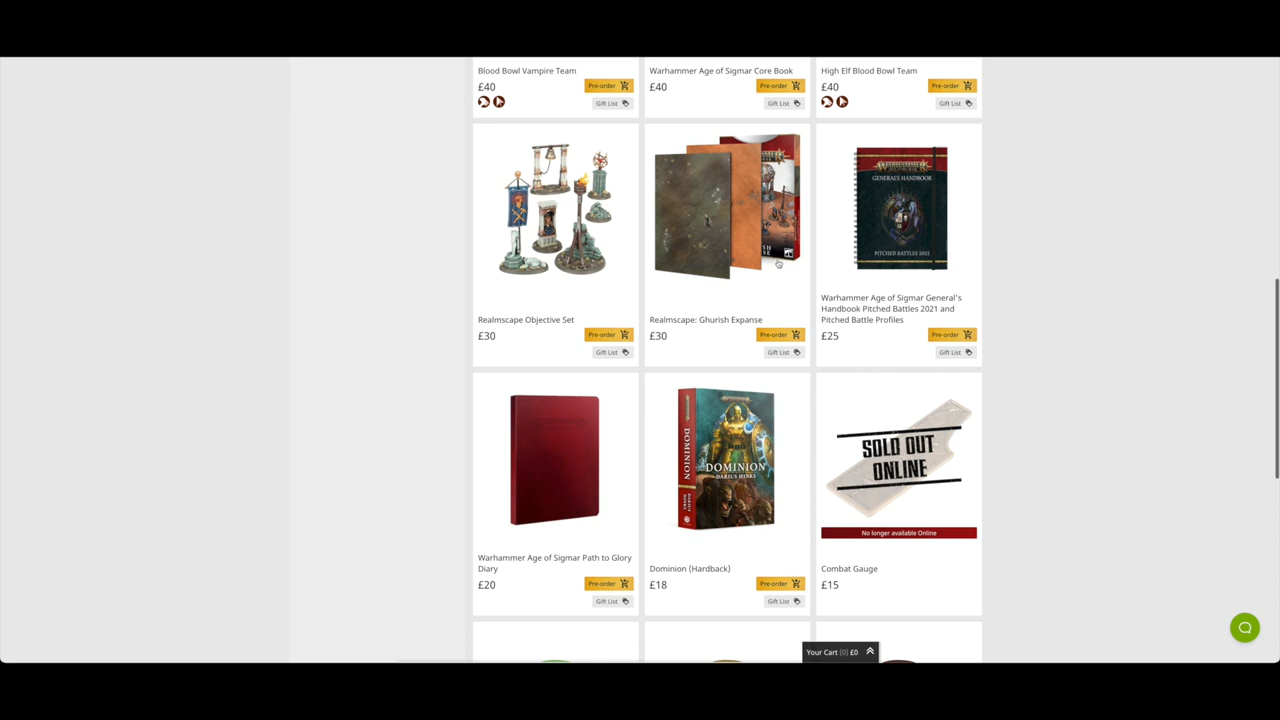 Blood Bowl Vampire Team
£40
Pre-order
Gift List
Warhammer Age of Sigmar Core Book
£40
Pre-order
Gift List
High Elf Blood Bowl Team
£40
Pre-order
Gift List
Realmscape Objective Set
£30
Pre-order
Gift List
Realmscape: Ghurish Expanse
£30
Pre-order
Gift List
GENERAL'S HANDBOOK
PITCHED BATTLES 2021
Warhammer Age of Sigmar General's
Handbook Pitched Battles 2021 and
Pitched Battle Profiles
£25
Pre-order
Gift List
Warhammer Age of Sigmar Path to Glory
Diary
£20
Pre-order
Gift List
DOMINION
DOMINION
DARIUS HINKS
Dominion (Hardback)
£18
Pre-order
Gift List
SOLD OUT
ONLINE
No longer available Online
Combat Gauge
£15
Your Cart (0) £0